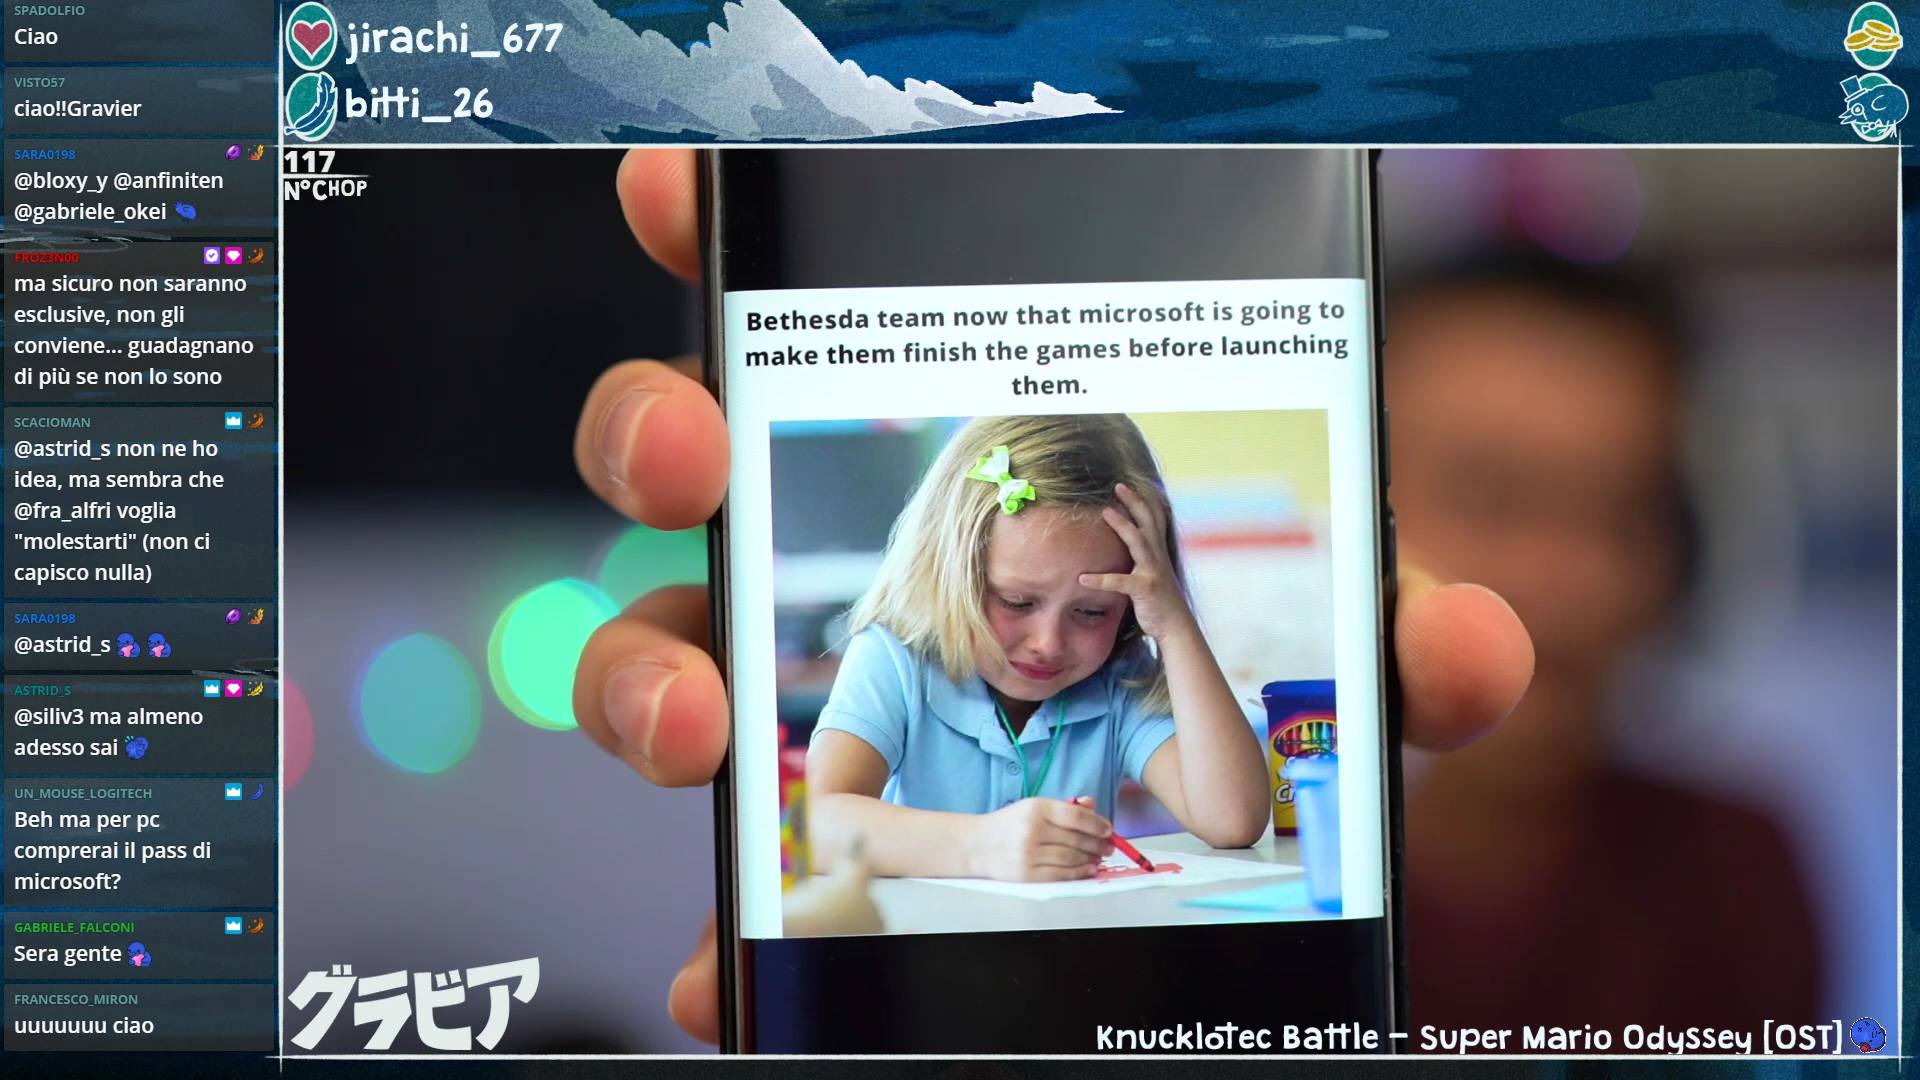 SPADOLFIO
Ciao
VISTO57
ciao!!Gravier
SARA0198
@bloxy_y @anfiniten
@gabriele_okei
FROZ3N00
ma sicuro non saranno
esclusive, non gli
conviene... guadagnano
di più se non lo sono
SCACIOMAN
@astrid_s non ne ho
idea, ma sembra che
@fra_alfri voglia
"molestarti" (non ci
capisco nulla)
SARA0198
@astrid_s
ASTRID_S
@siliv3 ma almeno
adesso sai
UN_MOUSE_LOGITECH
Beh ma per pc
comprerai il pass di
microsoft?
GABRIELE_FALCONI
Sera gente
FRANCESCO_MIRON
uuuuuuu ciao
jirachi_677
bitti_26
117
N°CHOP
Bethesda team now that microsoft is going to
make them finish the games before launching
them.
グラビア
Knucklotec Battle – Super Mario Odyssey [OST]